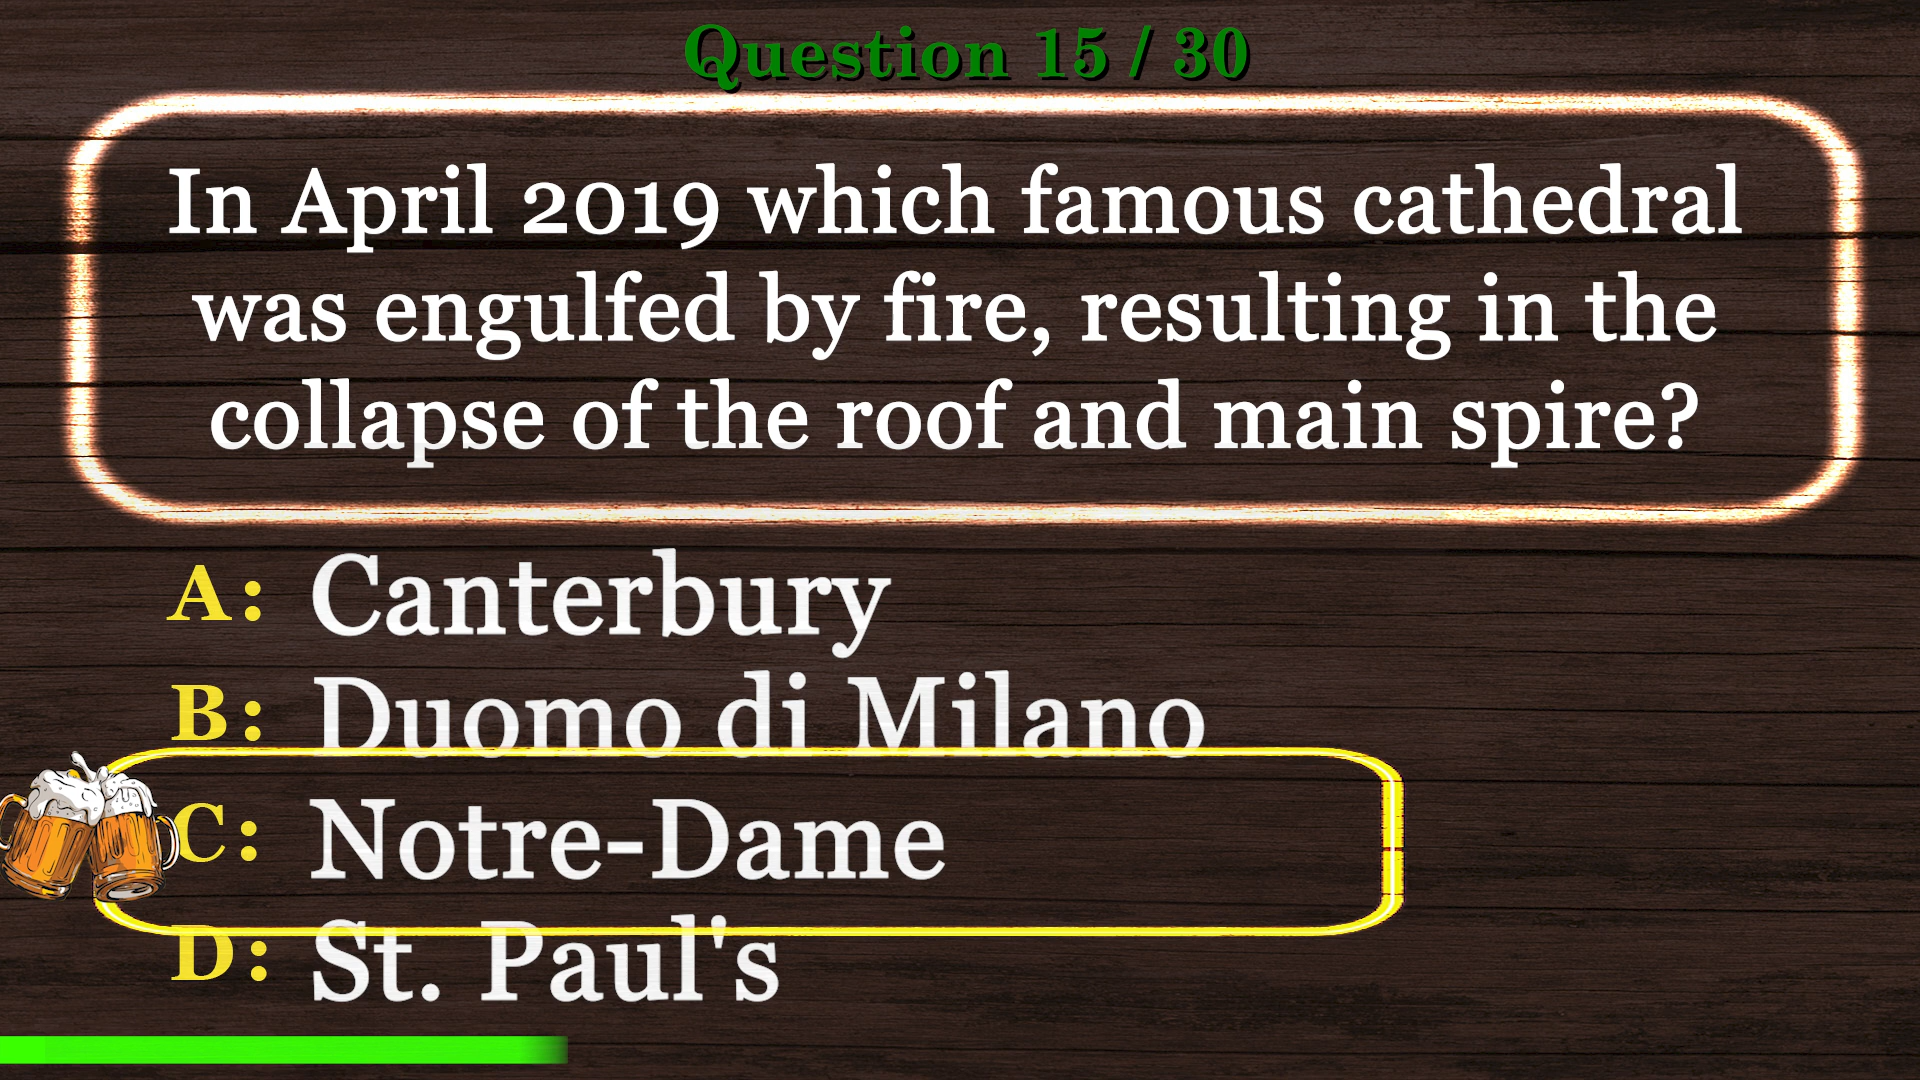 Question 15 / 30
In April 2019 which famous cathedral
was engulfed by fire, resulting in the
collapse of the roof and main spire?
A: Canterbury
B: Duomo di Milano
C: Notre-Dame
D: St. Paul's